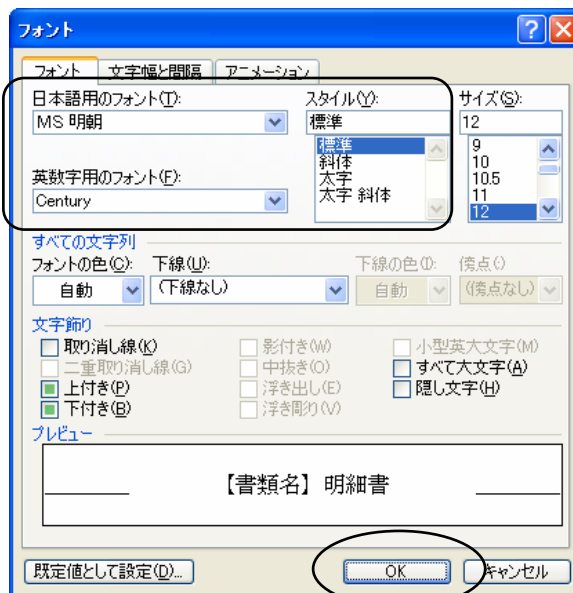 フォント
フォント 文字幅と間隔 アニメーション
日本語用のフォント(T): スタイル(Y): サイズ(S):
MS 明朝 標準 12
標準 9
斜体 10
太字 10.5
太字 斜体 11
12
英数字用のフォント(F):
Century
すべての文字列
フォントの色(C): 下線(U): 下線の色(I): 傍点(·)
自動 (下線なし) 自動 (傍点なし)
文字飾り
取り消し線(K) 影付き(W) 小型英大文字(M)
二重取り消し線(G) 中抜き(O) すべて大文字(A)
上付き(P) 浮き出し(E) 隠し文字(H)
下付き(B) 浮き彫り(V)
プレビュー
【書類名】明細書
既定値として設定(D)... OK キャンセル